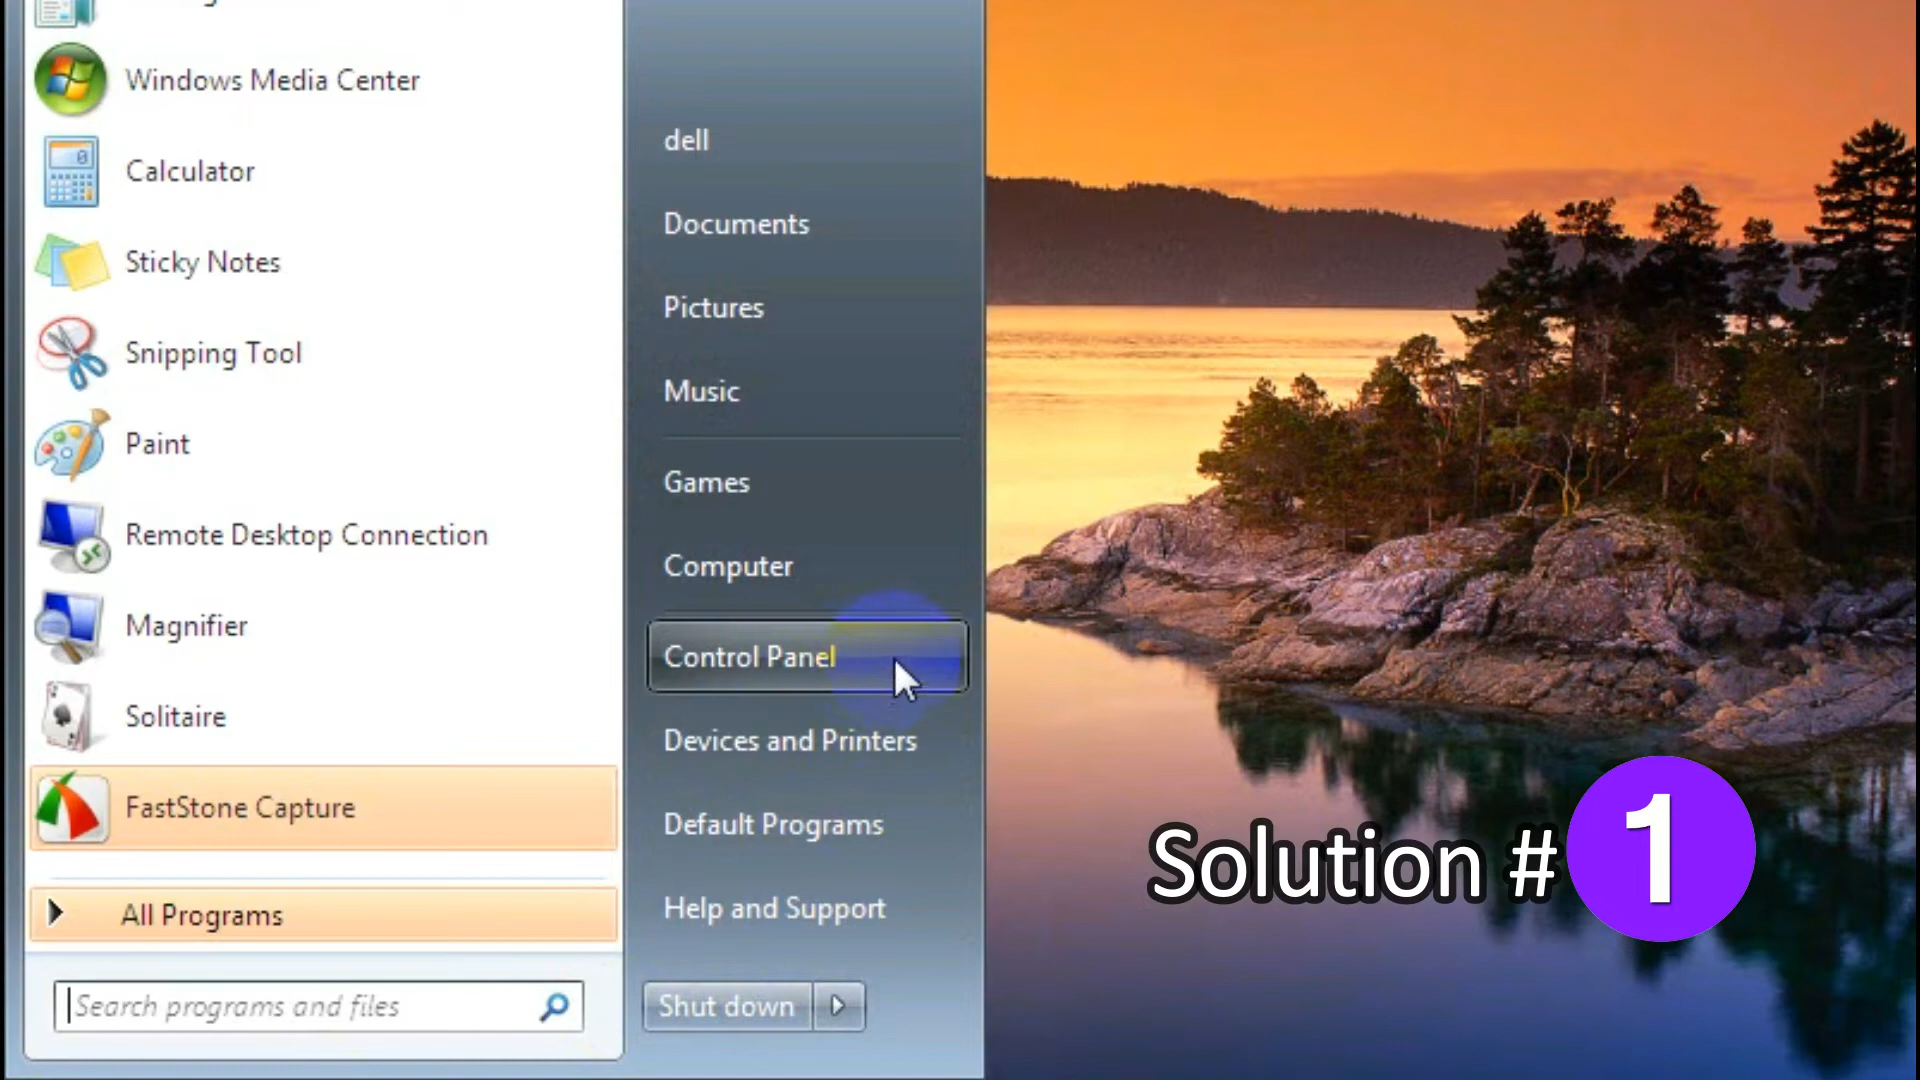 Windows Media Center
Calculator
Sticky Notes
Snipping Tool
Paint
Remote Desktop Connection
Magnifier
Solitaire
FastStone Capture
All Programs
Search programs and files
dell
Documents
Pictures
Music
Games
Computer
Control Panel
Devices and Printers
Default Programs
Help and Support
Shut down
Solution # 1